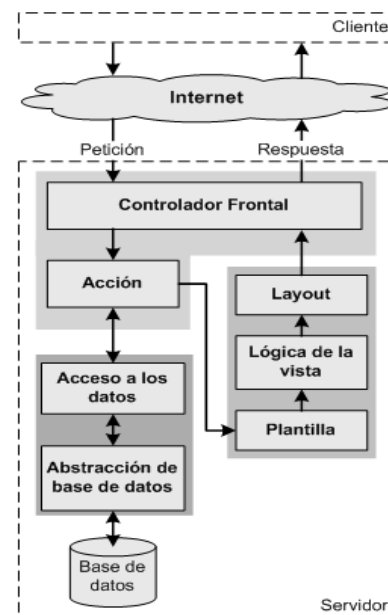 Cliente
Internet
Petición
Respuesta
Controlador Frontal
Acción
Layout
Lógica de la
vista
Plantilla
Acceso a los
datos
Abstracción de
base de datos
Base de
datos
Servidor